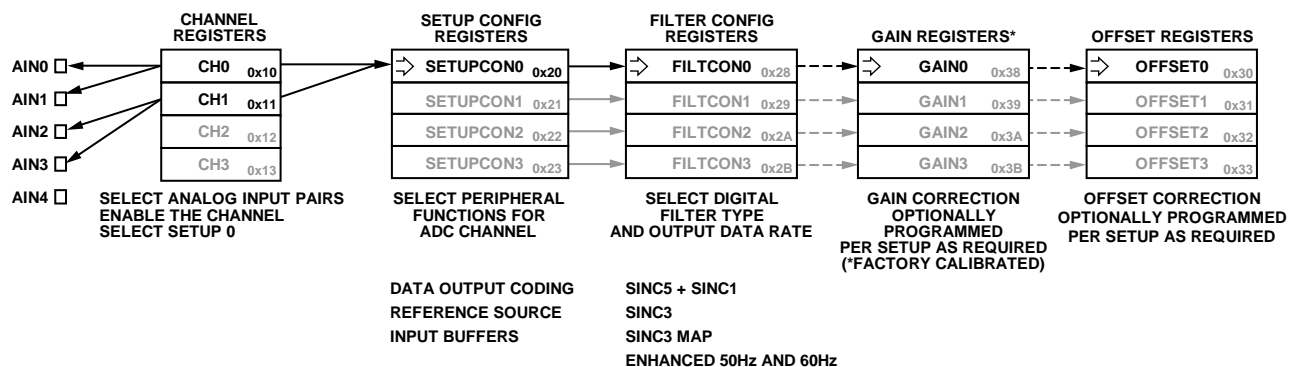 CHANNEL
REGISTERS
SETUP CONFIG
REGISTERS
FILTER CONFIG
REGISTERS
GAIN REGISTERS*
OFFSET REGISTERS
AIN0
AIN1
AIN2
AIN3
AIN4
CH0 0x10
CH1 0x11
CH2 0x12
CH3 0x13
SELECT ANALOG INPUT PAIRS
ENABLE THE CHANNEL
SELECT SETUP 0
SETUPCON0 0x20
SETUPCON1 0x21
SETUPCON2 0x22
SETUPCON3 0x23
SELECT PERIPHERAL
FUNCTIONS FOR
ADC CHANNEL
FILTCON0 0x28
FILTCON1 0x29
FILTCON2 0x2A
FILTCON3 0x2B
SELECT DIGITAL
FILTER TYPE
AND OUTPUT DATA RATE
GAIN0 0x38
GAIN1 0x39
GAIN2 0x3A
GAIN3 0x3B
GAIN CORRECTION
OPTIONALLY
PROGRAMMED
PER SETUP AS REQUIRED
(*FACTORY CALIBRATED)
OFFSET0 0x30
OFFSET1 0x31
OFFSET2 0x32
OFFSET3 0x33
OFFSET CORRECTION
OPTIONALLY PROGRAMMED
PER SETUP AS REQUIRED
DATA OUTPUT CODING
REFERENCE SOURCE
INPUT BUFFERS
SINC5 + SINC1
SINC3
SINC3 MAP
ENHANCED 50Hz AND 60Hz